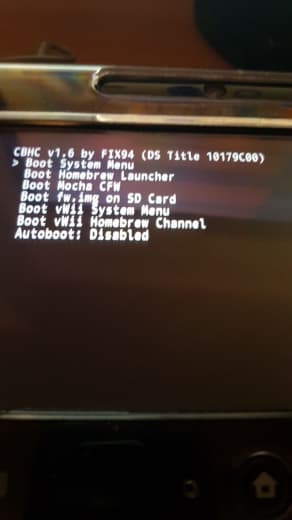 CBHC v1.6 by FIX94 (DS Title 10179C00)
> Boot System Menu
Boot Homebrew Launcher
Boot Mocha CFW
Boot fw.img on SD Card
Boot vWii System Menu
Boot vWii Homebrew Channel
Autoboot: Disabled